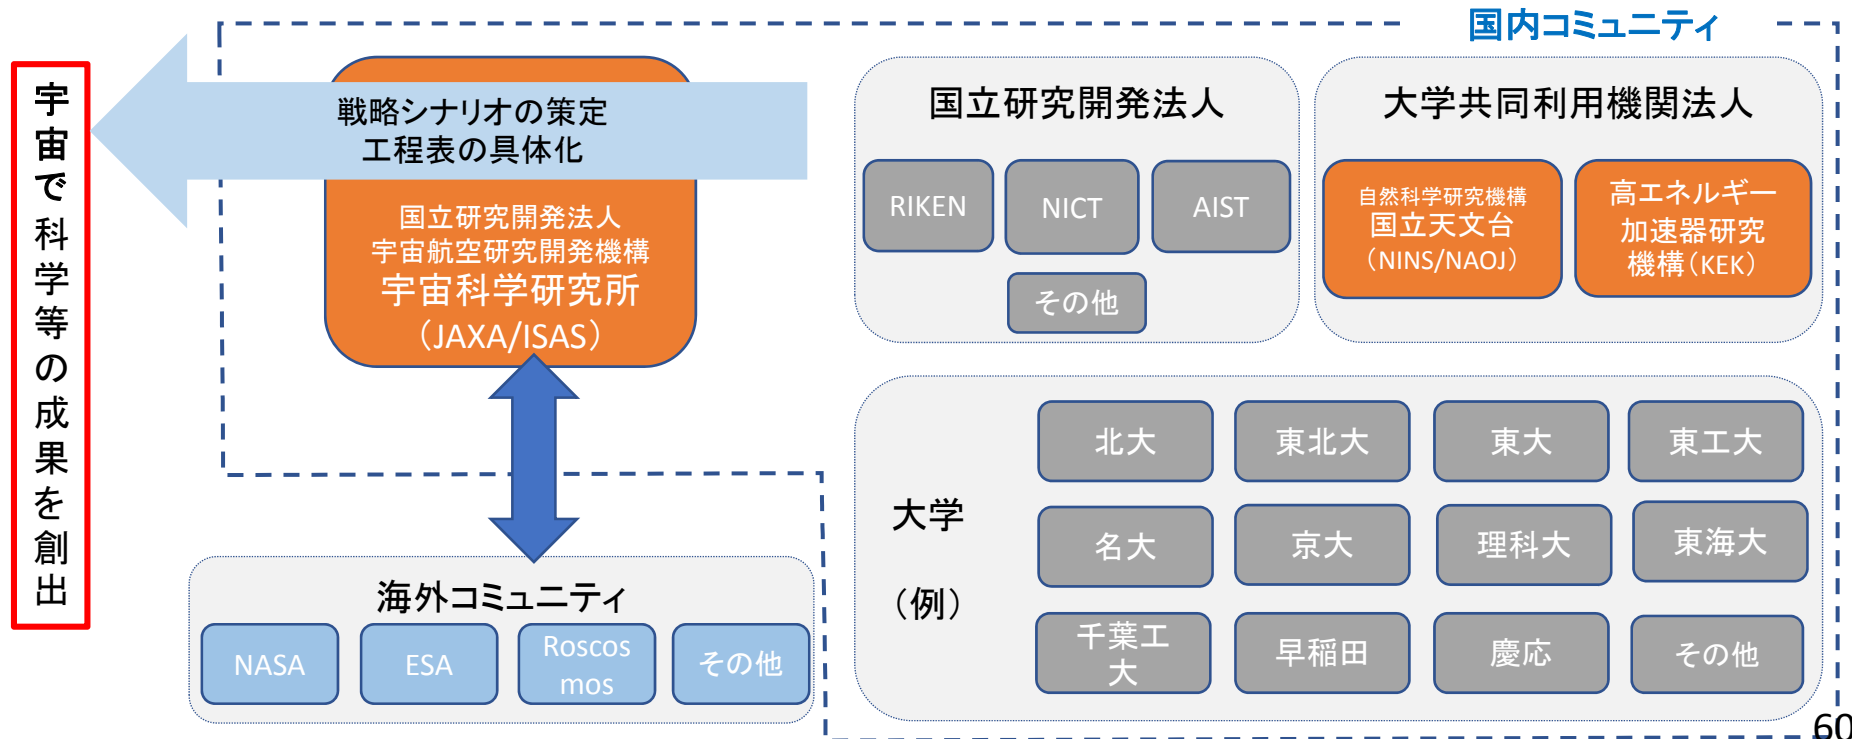 国内コミュニティ
宇宙で科学等の成果を創出
戦略シナリオの策定
工程表の具体化
国立研究開発法人
宇宙航空研究開発機構
宇宙科学研究所
（JAXA/ISAS）
国立研究開発法人
RIKEN
NICT
AIST
その他
大学共同利用機関法人
自然科学研究機構
国立天文台
（NINS/NAOJ）
高エネルギー
加速器研究
機構（KEK）
大学
（例）
北大
東北大
東大
東工大
名大
京大
理科大
東海大
千葉工
大
早稲田
慶応
その他
海外コミュニティ
NASA
ESA
Roscos
mos
その他
60